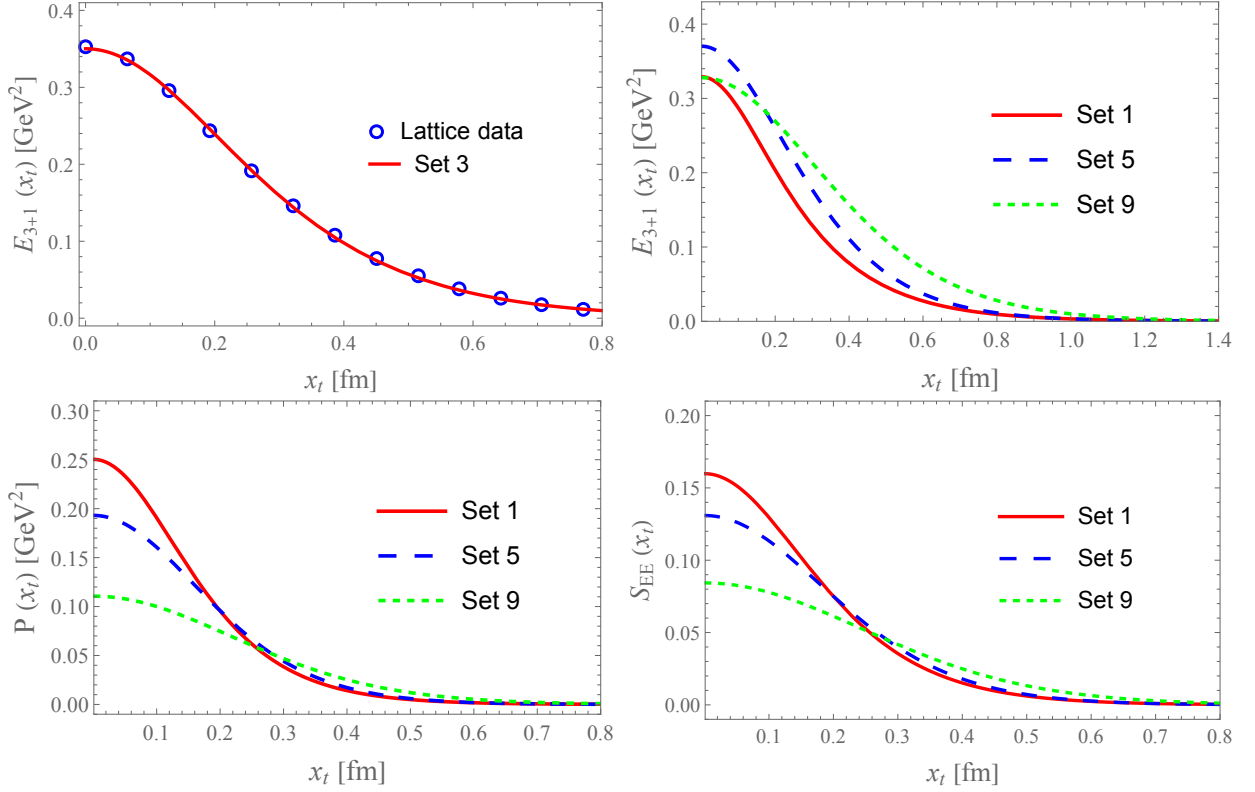 E3+1 (xt) [GeV²]
0.4
0.3
0.2
0.1
0.0
Lattice data
Set 3
0.0 0.2 0.4 0.6 0.8
xt [fm]
E3+1 (xt) [GeV²]
0.4
0.3
0.2
0.1
0.0
Set 1
Set 5
Set 9
0.2 0.4 0.6 0.8 1.0 1.2 1.4
xt [fm]
P (xt) [GeV²]
0.30
0.25
0.20
0.15
0.10
0.05
0.00
Set 1
Set 5
Set 9
0.1 0.2 0.3 0.4 0.5 0.6 0.7 0.8
xt [fm]
SEE (xt)
0.20
0.15
0.10
0.05
0.00
Set 1
Set 5
Set 9
0.1 0.2 0.3 0.4 0.5 0.6 0.7 0.8
xt [fm]